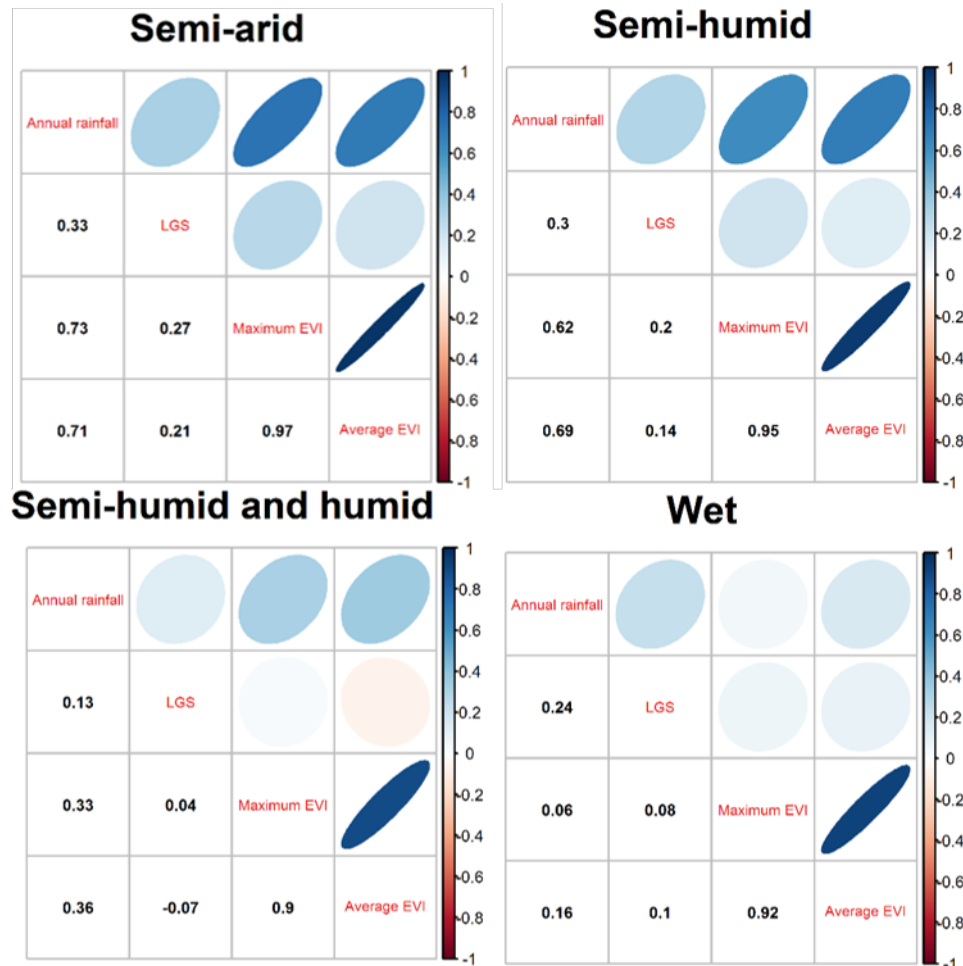 Semi-arid
Annual rainfall
0.33 LGS
0.73 0.27 Maximum EVI
0.71 0.21 0.97 Average EVI
1
0.8
0.6
0.4
0.2
0
-0.2
-0.4
-0.6
-0.8
-1
Semi-humid
Annual rainfall
0.3 LGS
0.62 0.2 Maximum EVI
0.69 0.14 0.95 Average EVI
1
0.8
0.6
0.4
0.2
0
-0.2
-0.4
-0.6
-0.8
-1
Semi-humid and humid
Annual rainfall
0.13 LGS
0.33 0.04 Maximum EVI
0.36 -0.07 0.9 Average EVI
1
0.8
0.6
0.4
0.2
0
-0.2
-0.4
-0.6
-0.8
-1
Wet
Annual rainfall
0.24 LGS
0.06 0.08 Maximum EVI
0.16 0.1 0.92 Average EVI
1
0.8
0.6
0.4
0.2
0
-0.2
-0.4
-0.6
-0.8
-1